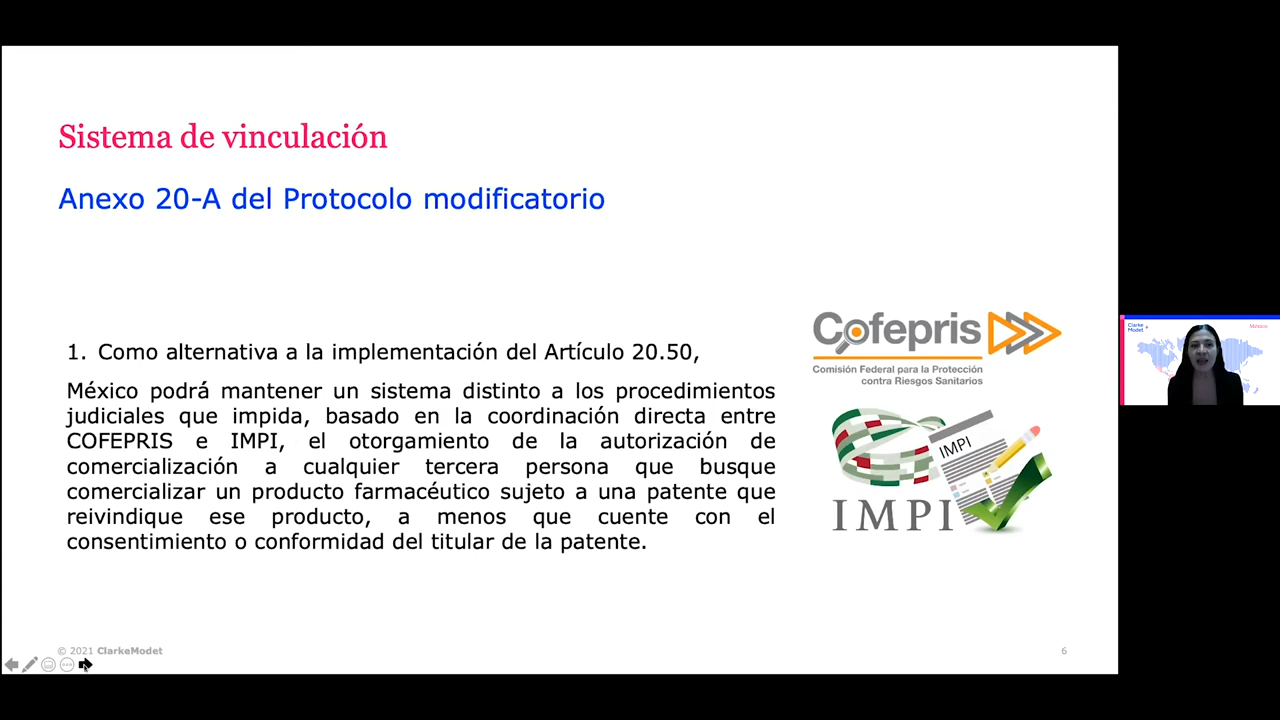 Sistema de vinculación
Anexo 20-A del Protocolo modificatorio
1. Como alternativa a la implementación del Artículo 20.50,
México podrá mantener un sistema distinto a los procedimientos
judiciales que impida, basado en la coordinación directa entre
COFEPRIS e IMPI, el otorgamiento de la autorización de
comercialización a cualquier tercera persona que busque
comercializar un producto farmacéutico sujeto a una patente que
reivindique ese producto, a menos que cuente con el
consentimiento o conformidad del titular de la patente.
Cofepris
Comisión Federal para la Protección
contra Riesgos Sanitarios
IMPI
IMPI
Clarke
Modet
México
© 2021 ClarkeModet
6